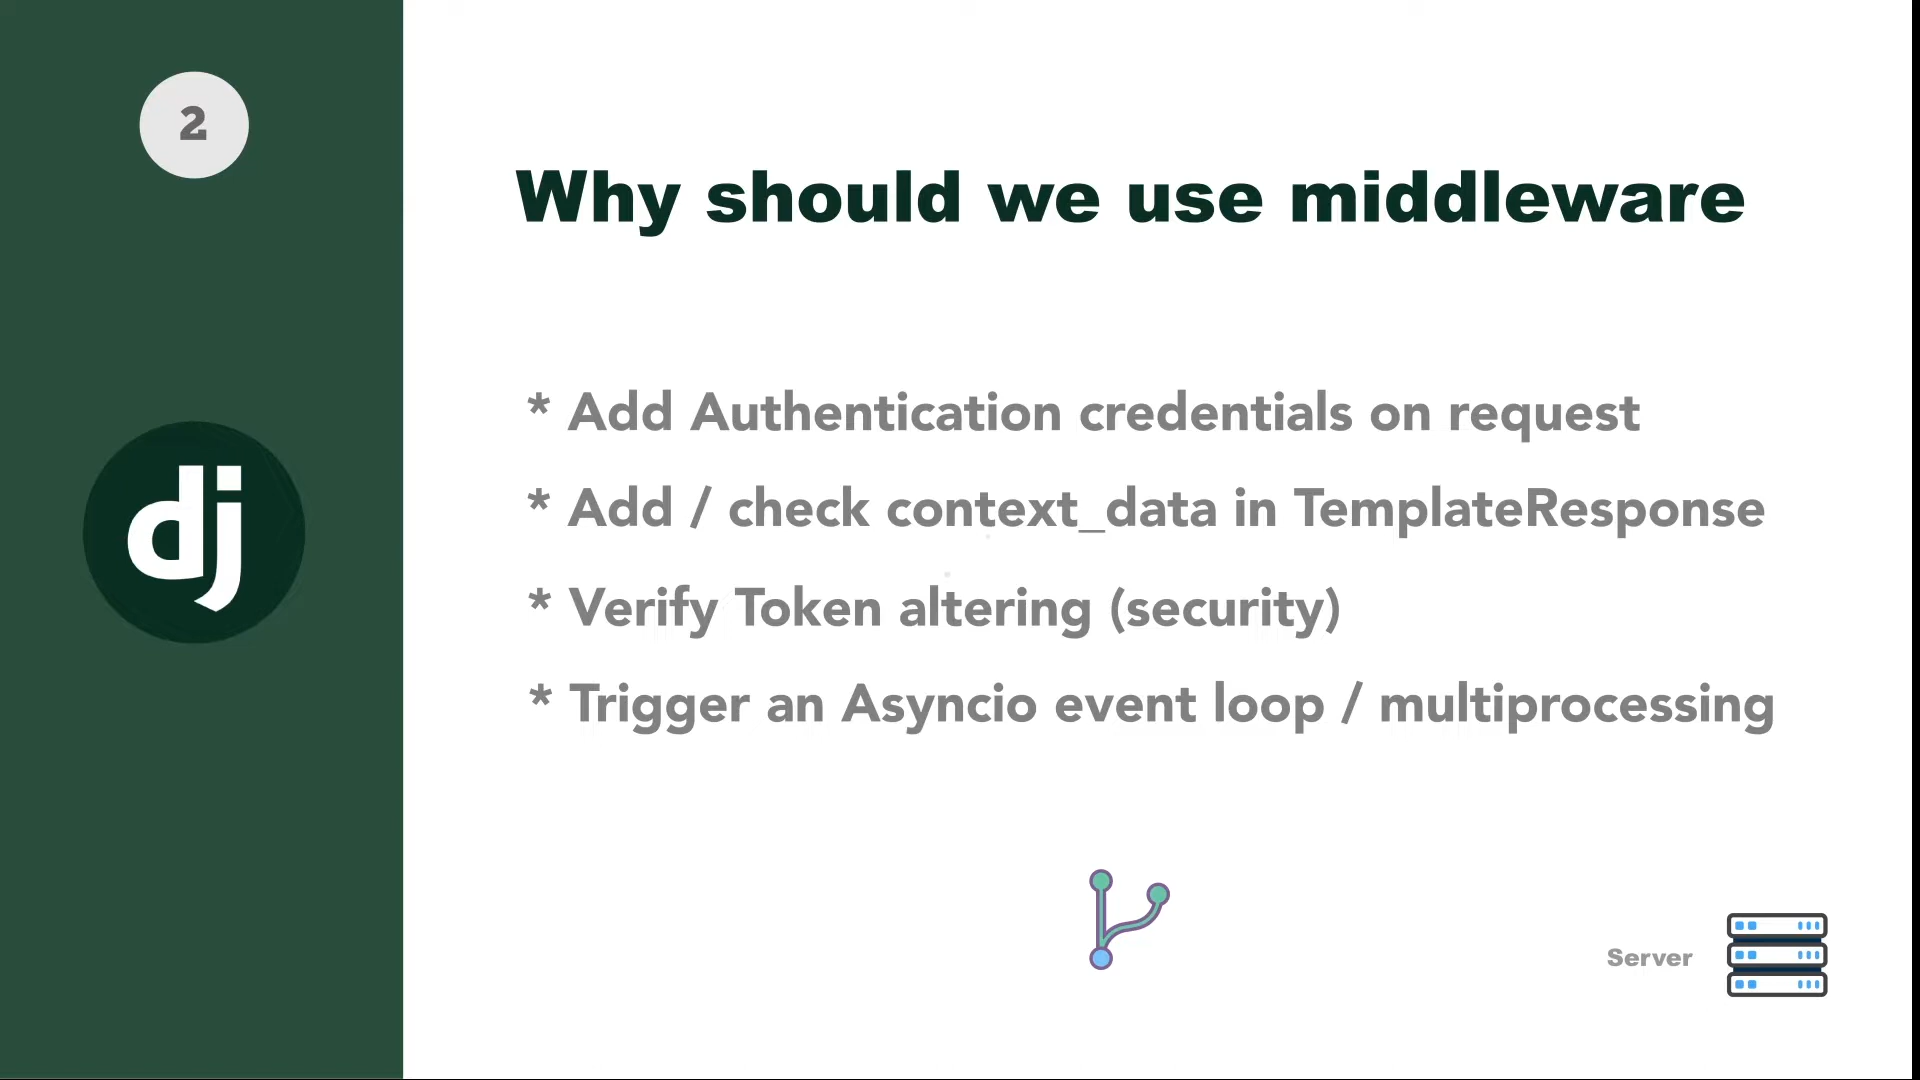 2
Why should we use middleware
* Add Authentication credentials on request
* Add / check context_data in TemplateResponse
dj
* Verify Token altering (security)
* Trigger an Asyncio event loop / multiprocessing
Server